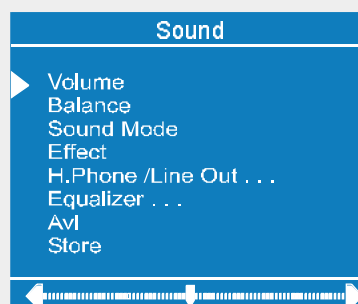 Sound
Volume
Balance
Sound Mode
Effect
H.Phone /Line Out . . .
Equalizer . . .
Avl
Store